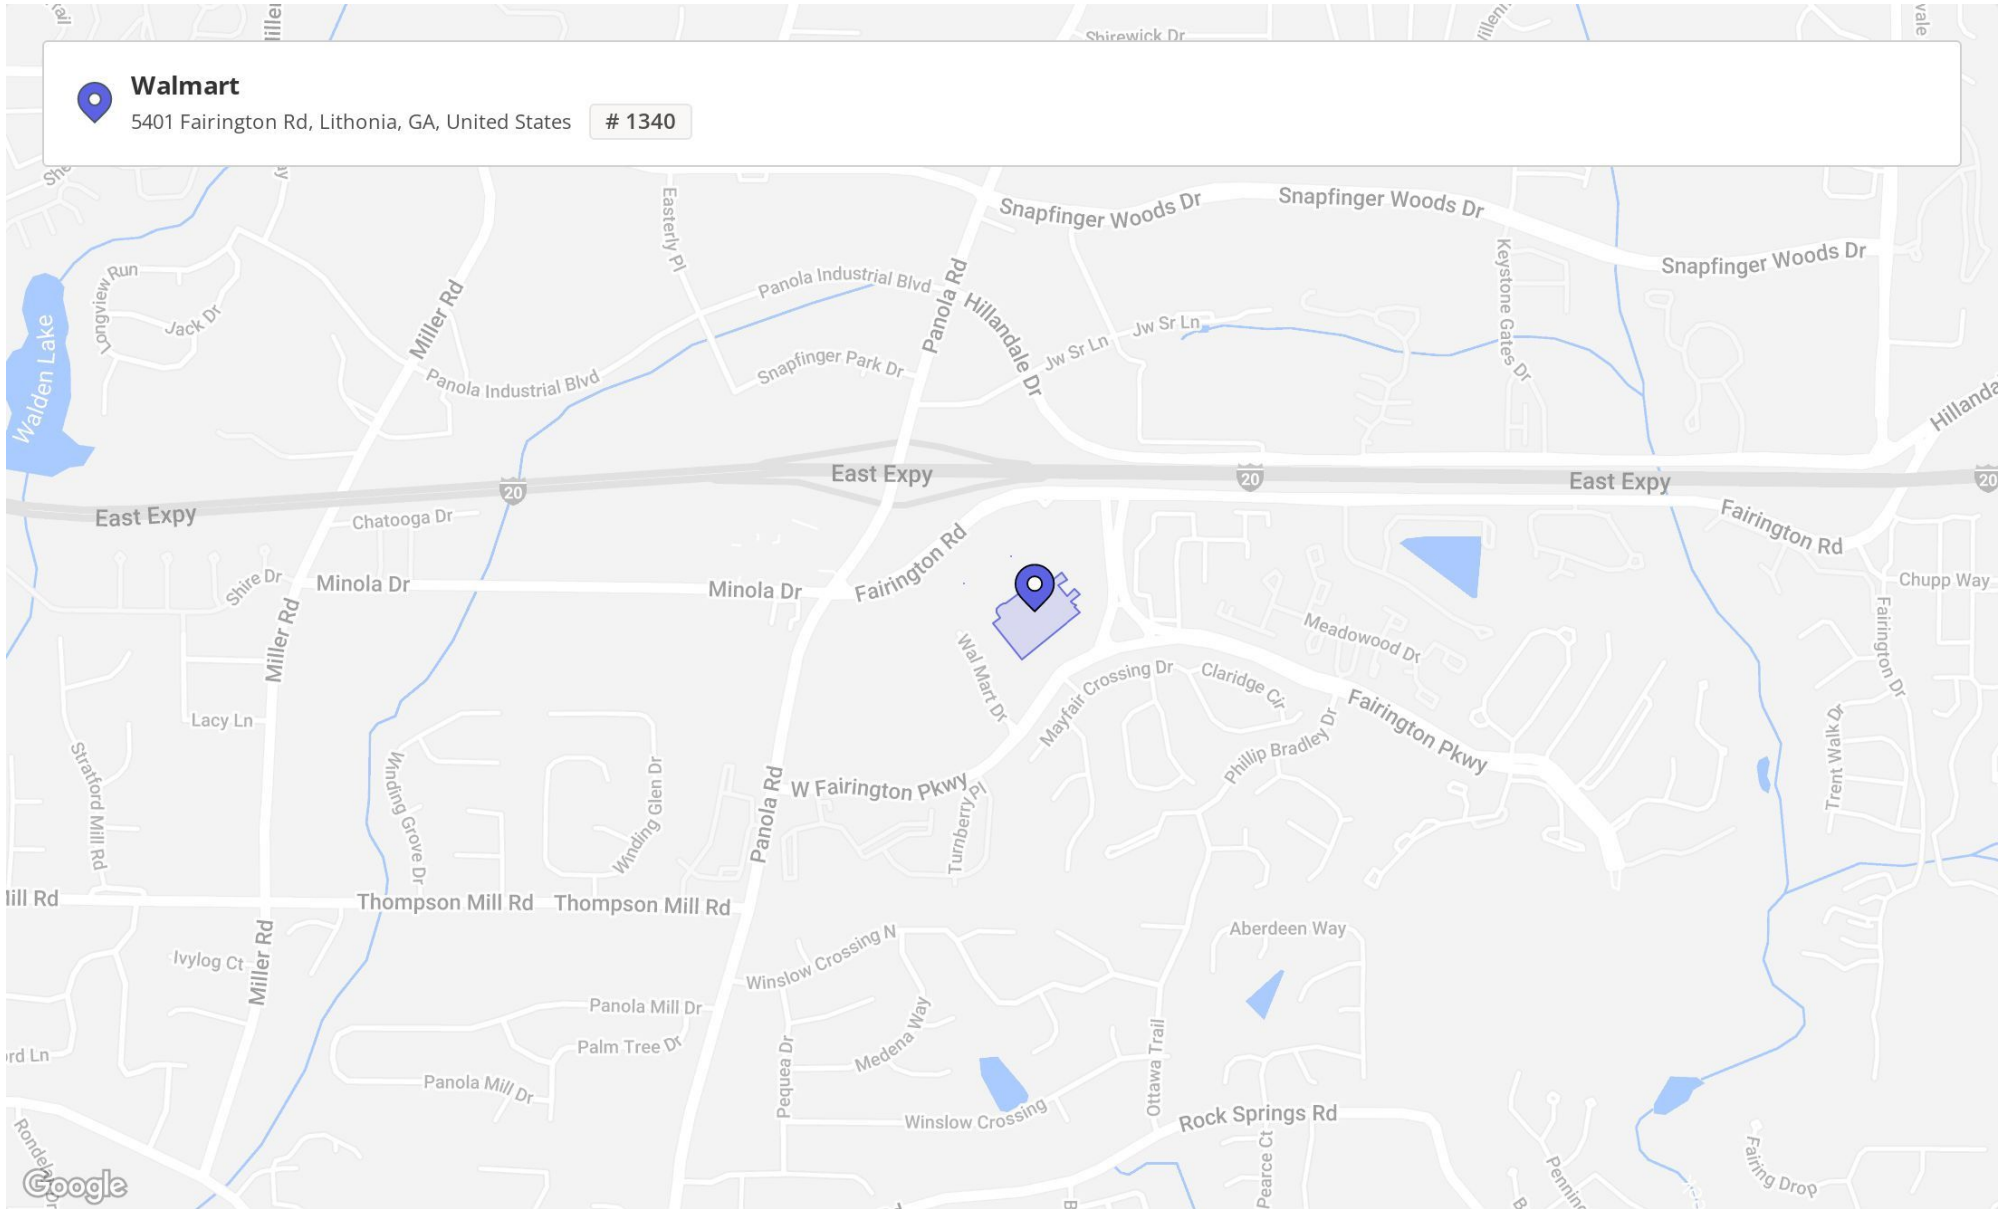 Shirewick Dr
Walmart
5401 Fairington Rd, Lithonia, GA, United States
# 1340
Snapfinger Woods Dr
Snapfinger Woods Dr
Snapfinger Woods Dr
Easterly Pl
Keystone Gates Dr
Longview Run
Jack Dr
Miller Rd
Panola Industrial Blvd
Panola Rd
Hillandale Dr
Jw Sr Ln
Jw Sr Ln
Walden Lake
Panola Industrial Blvd
Snapfinger Park Dr
East Expy
20
20
East Expy
20
East Expy
Chatooga Dr
Fairington Rd
Fairington Rd
Shire Dr
Minola Dr
Minola Dr
Chupp Way
Miller Rd
Wal Mart Dr
Meadowood Dr
Fairington Dr
Lacy Ln
Mayfair Crossing Dr
Claridge Cir
Fairington Pkwy
Phillip Bradley Dr
Trent Walk Dr
Stratford Mill Rd
Winding Grove Dr
Winding Glen Dr
Panola Rd
W Fairington Pkwy
Turnberry Pl
Mill Rd
Thompson Mill Rd
Thompson Mill Rd
Miller Rd
Ivylog Ct
Winslow Crossing N
Aberdeen Way
Panola Mill Dr
Palm Tree Dr
Medena Way
Pequea Dr
Ottawa Trail
rd Ln
Panola Mill Dr
Winslow Crossing
Rock Springs Rd
Pearce Ct
Fairing Drop
Google